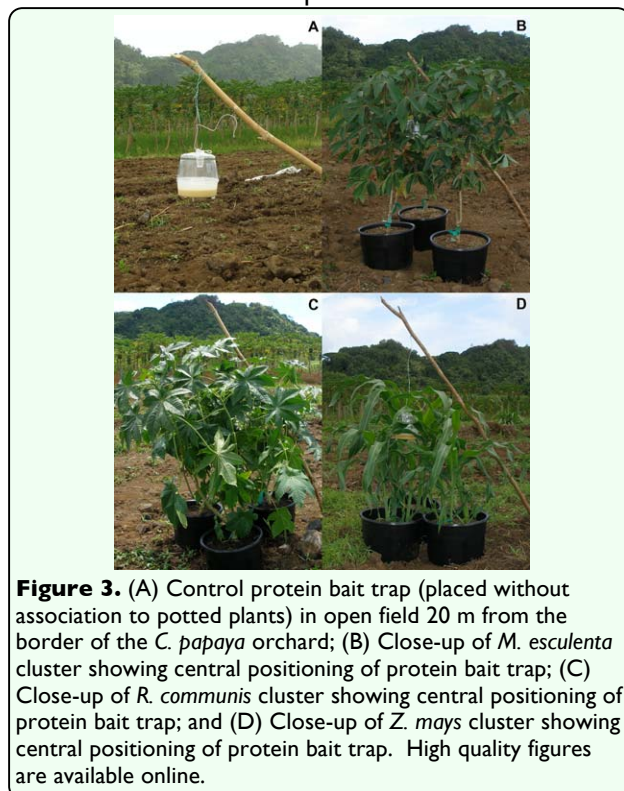 A
B
C
D
Figure 3. (A) Control protein bait trap (placed without
association to potted plants) in open field 20 m from the
border of the C. papaya orchard; (B) Close-up of M. esculenta
cluster showing central positioning of protein bait trap; (C)
Close-up of R. communis cluster showing central positioning of
protein bait trap; and (D) Close-up of Z. mays cluster showing
central positioning of protein bait trap. High quality figures
are available online.